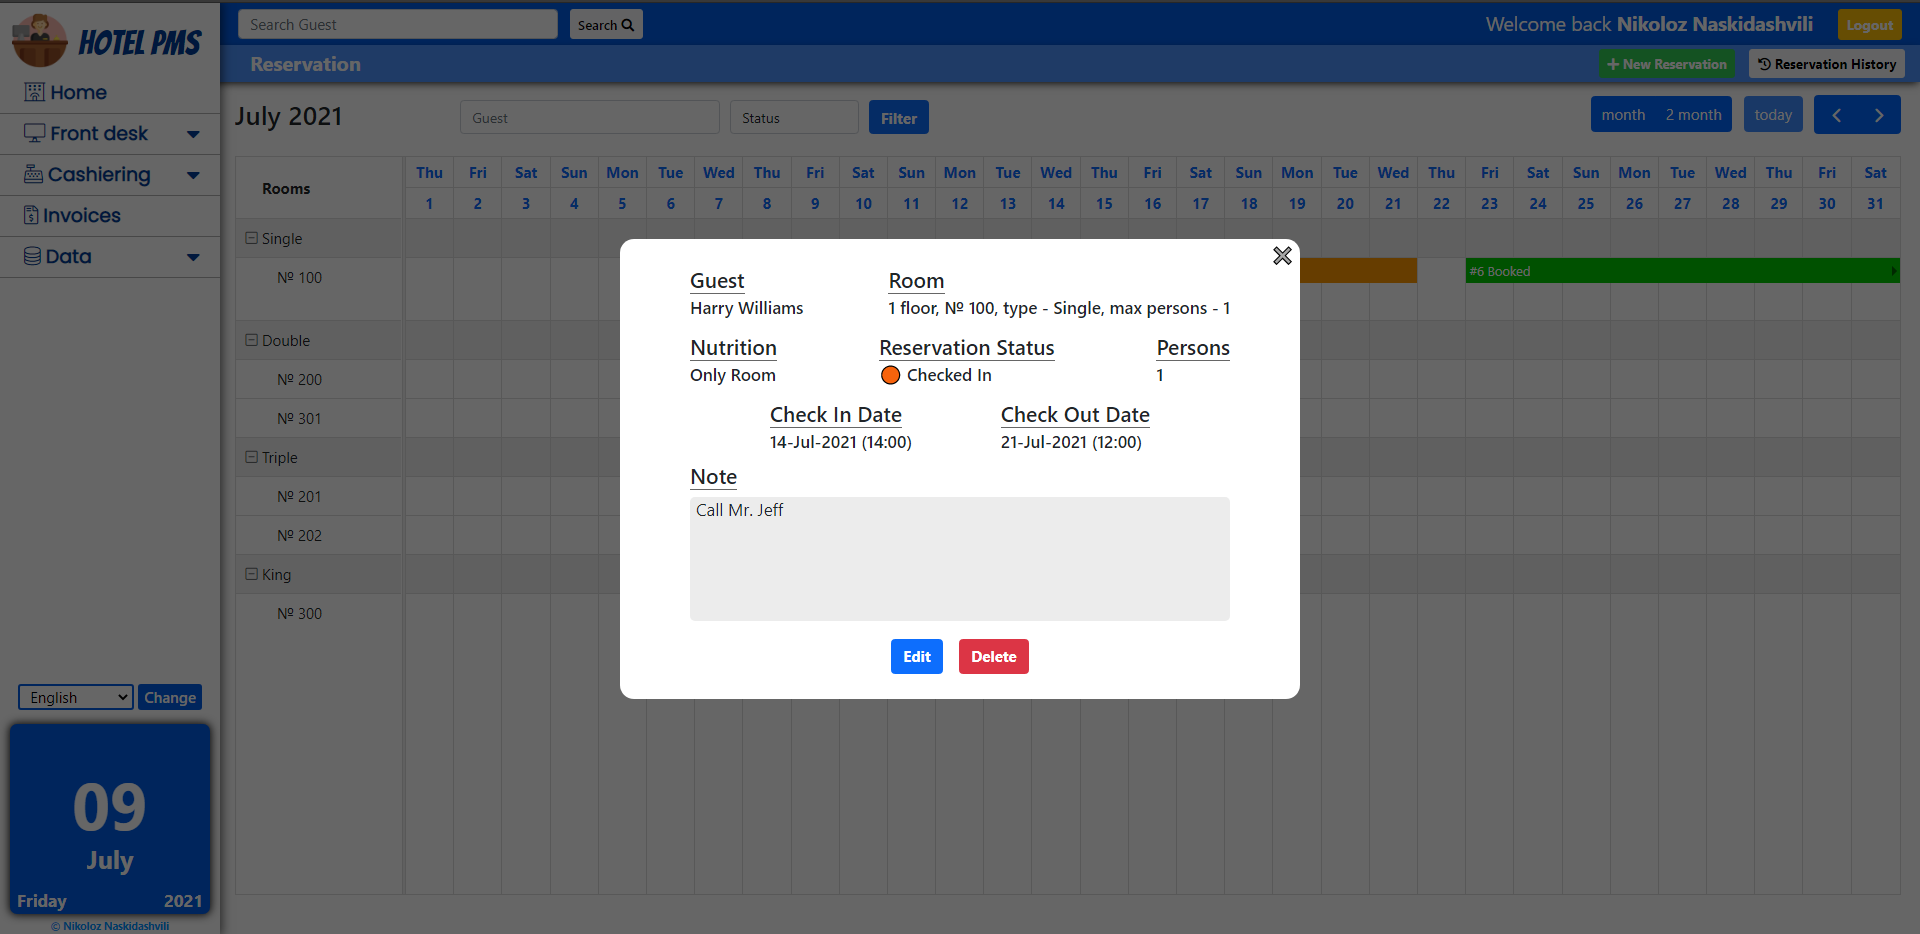 HOTEL PMS
Search Guest
Search
Welcome back Nikoloz Naskidashvili
Logout
Reservation
New Reservation
Reservation History
Home
Front desk
Cashiering
Invoices
Data
July 2021
Guest
Status
Filter
month
2 month
today
Rooms
Thu Fri Sat Sun Mon Tue Wed Thu Fri Sat Sun Mon Tue Wed Thu Fri Sat Sun Mon Tue Wed Thu Fri Sat Sun Mon Tue Wed Thu Fri Sat
1 2 3 4 5 6 7 8 9 10 11 12 13 14 15 16 17 18 19 20 21 22 23 24 25 26 27 28 29 30 31
Single
№ 100
#6 Booked
Double
№ 200
№ 301
Triple
№ 201
№ 202
King
№ 300
Guest
Harry Williams
Room
1 floor, № 100, type - Single, max persons - 1
Nutrition
Only Room
Reservation Status
Checked In
Persons
1
Check In Date
14-Jul-2021 (14:00)
Check Out Date
21-Jul-2021 (12:00)
Note
Call Mr. Jeff
Edit
Delete
English
Change
09
July
Friday
2021
© Nikoloz Naskidashvili